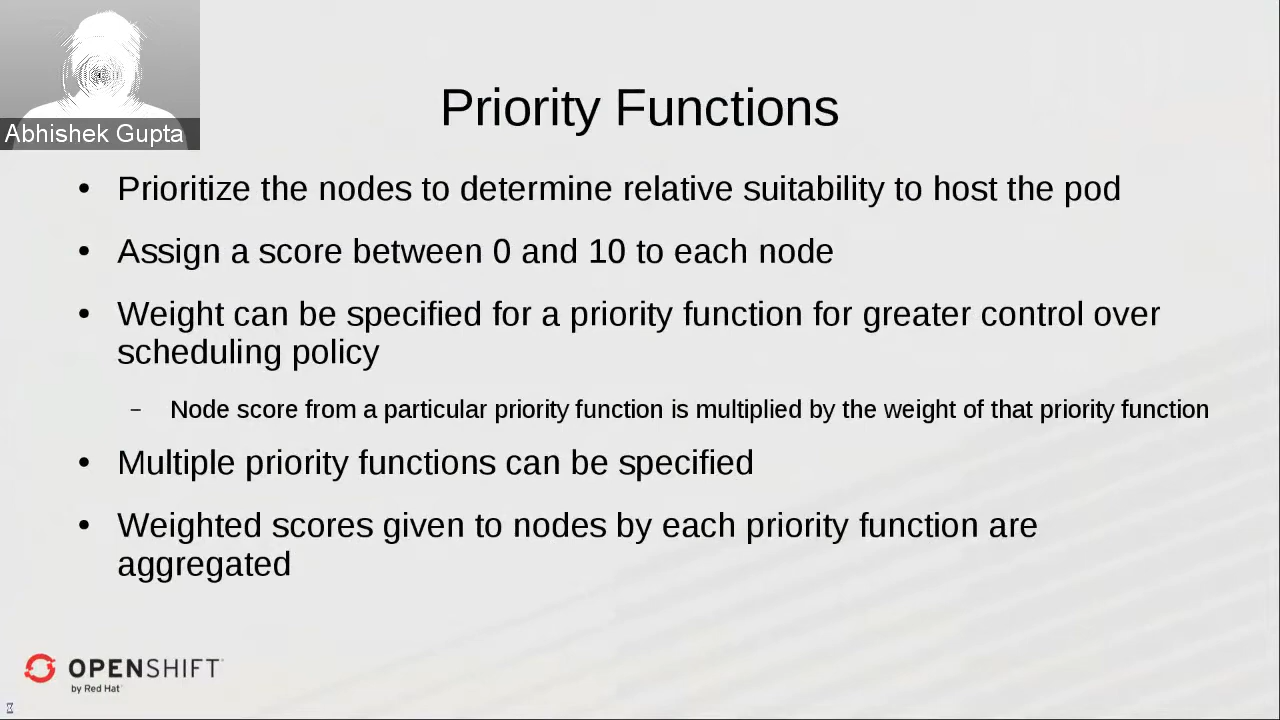 Abhishek Gupta
Priority Functions
• Prioritize the nodes to determine relative suitability to host the pod
• Assign a score between 0 and 10 to each node
• Weight can be specified for a priority function for greater control over
scheduling policy
– Node score from a particular priority function is multiplied by the weight of that priority function
• Multiple priority functions can be specified
• Weighted scores given to nodes by each priority function are
aggregated
OPENSHIFT
by Red Hat